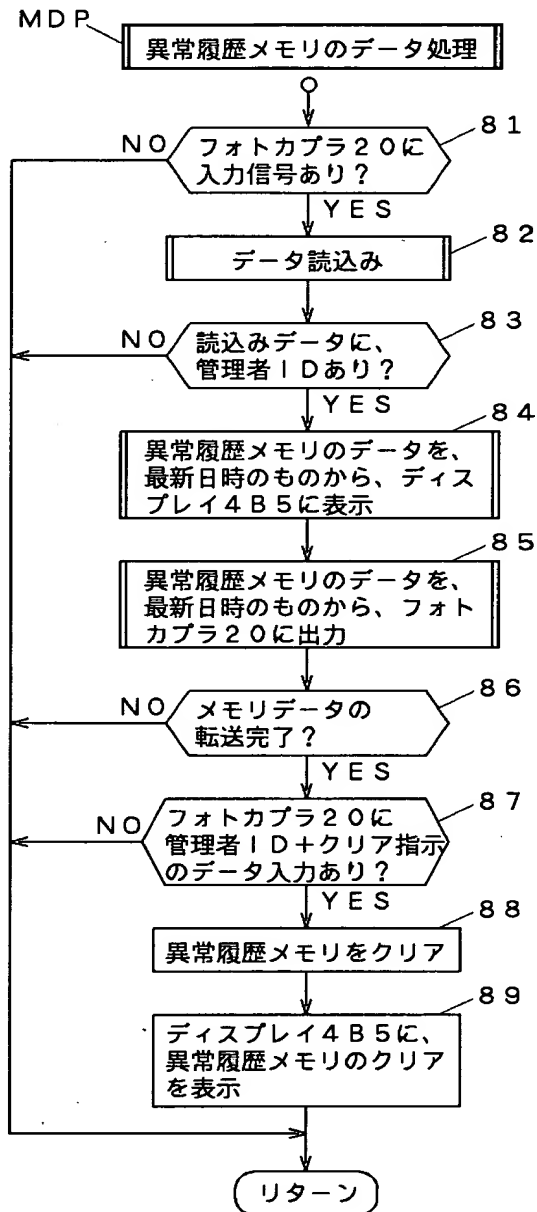 MDP
異常履歴メモリのデータ処理
81
NO
フォトカプラ20に
入力信号あり?
YES
82
データ読込み
83
NO
読込みデータに、
管理者IDあり?
YES
84
異常履歴メモリのデータを、
最新日時のものから、ディス
プレイ4B5に表示
85
異常履歴メモリのデータを、
最新日時のものから、フォト
カプラ20に出力
86
NO
メモリデータの
転送完了?
YES
87
NO
フォトカプラ20に
管理者ID+クリア指示
のデータ入力あり?
YES
88
異常履歴メモリをクリア
89
ディスプレイ4B5に、
異常履歴メモリのクリア
を表示
リターン